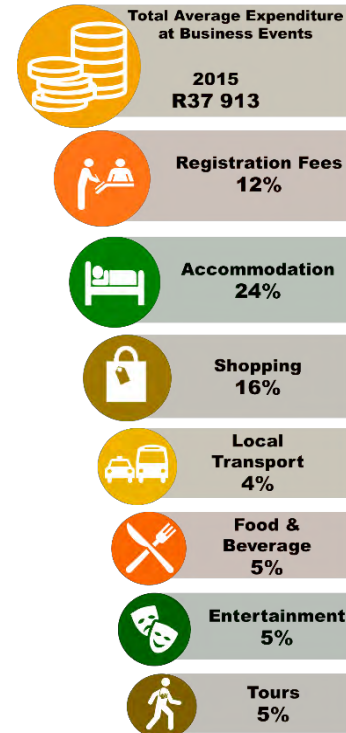 Total Average Expenditure
at Business Events
2015
R37 913
Registration Fees
12%
Accommodation
24%
Shopping
16%
Local
Transport
4%
Food &
Beverage
5%
Entertainment
5%
Tours
5%